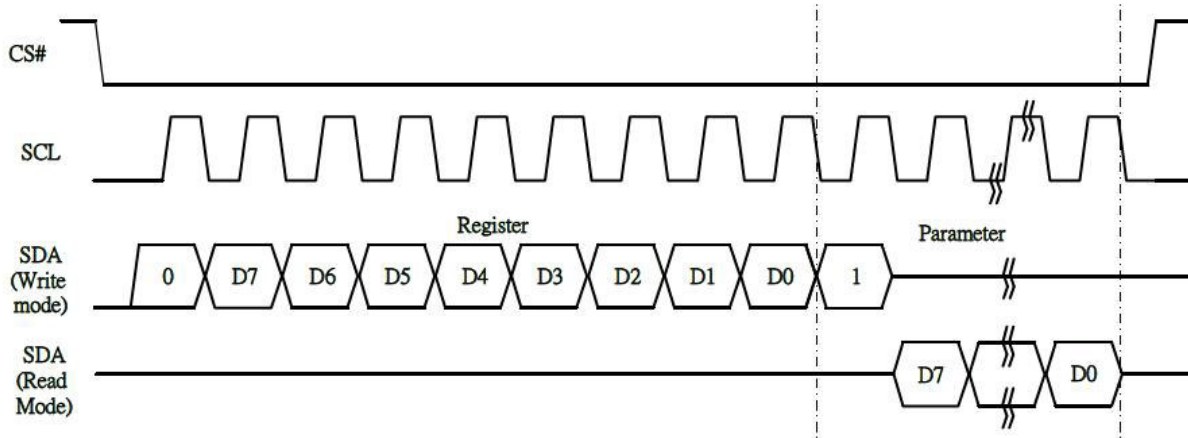 CS#
SCL
Register
Parameter
SDA
(Write
mode)
0 D7 D6 D5 D4 D3 D2 D1 D0 1
SDA
(Read
Mode)
D7 D0